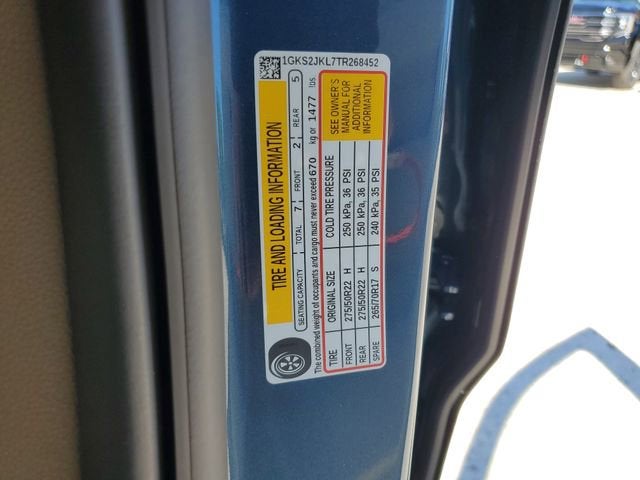 1GKS2JKL7TR268452
TIRE AND LOADING INFORMATION
SEATING CAPACITY TOTAL 7 FRONT 2 REAR 5
The combined weight of occupants and cargo must never exceed 670 kg or 1477 lbs
TIRE ORIGINAL SIZE COLD TIRE PRESSURE
FRONT 275/50R22 H 250 kPa, 36 PSI
REAR 275/50R22 H 250 kPa, 36 PSI
SPARE 265/70R17 S 240 kPa, 35 PSI
SEE OWNER'S
MANUAL FOR
ADDITIONAL
INFORMATION